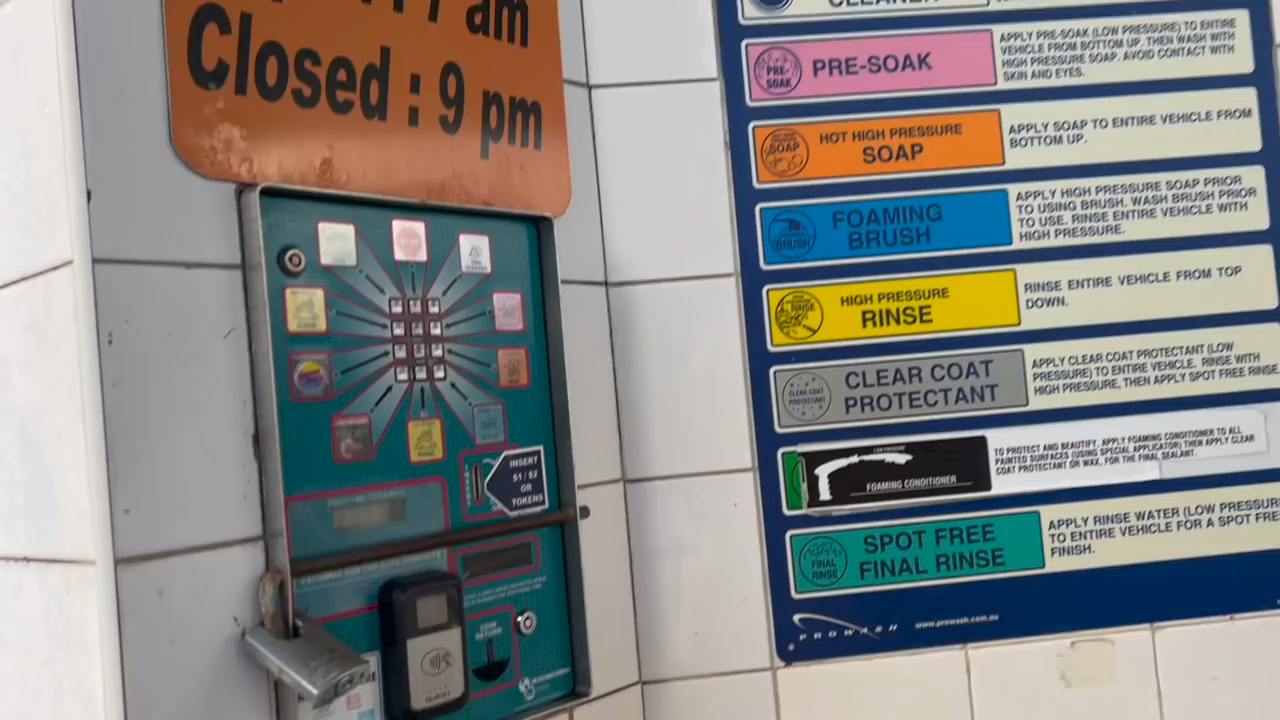 7 am
Closed : 9 pm
INSERT
$1/$2
OR
TOKENS
COIN
RETURN
CLEANER
PRE-SOAK
PRE-SOAK
APPLY PRE-SOAK (LOW PRESSURE) TO ENTIRE
VEHICLE FROM BOTTOM UP. THEN WASH WITH
HIGH PRESSURE SOAP. AVOID CONTACT WITH
SKIN AND EYES.
SOAP
HOT HIGH PRESSURE
SOAP
APPLY SOAP TO ENTIRE VEHICLE FROM
BOTTOM UP.
BRUSH
FOAMING
BRUSH
APPLY HIGH PRESSURE SOAP PRIOR
TO USING BRUSH. WASH BRUSH PRIOR
TO USE. RINSE ENTIRE VEHICLE WITH
HIGH PRESSURE.
RINSE
HIGH PRESSURE
RINSE
RINSE ENTIRE VEHICLE FROM TOP
DOWN.
CLEAR COAT
PROTECTANT
CLEAR COAT
PROTECTANT
APPLY CLEAR COAT PROTECTANT (LOW
PRESSURE) TO ENTIRE VEHICLE. RINSE WITH
HIGH PRESSURE, THEN APPLY SPOT FREE RINSE.
LOW PRESSURE
FOAMING CONDITIONER
TO PROTECT AND BEAUTIFY, APPLY FOAMING CONDITIONER TO ALL
PAINTED SURFACES (USING SPECIAL APPLICATOR) THEN APPLY CLEAR
COAT PROTECTANT OR WAX, FOR THE FINAL SEALANT.
FINAL
RINSE
SPOT FREE
FINAL RINSE
APPLY RINSE WATER (LOW PRESSURE
TO ENTIRE VEHICLE FOR A SPOT FREE
FINISH.
PROWASH
www.prowash.com.au